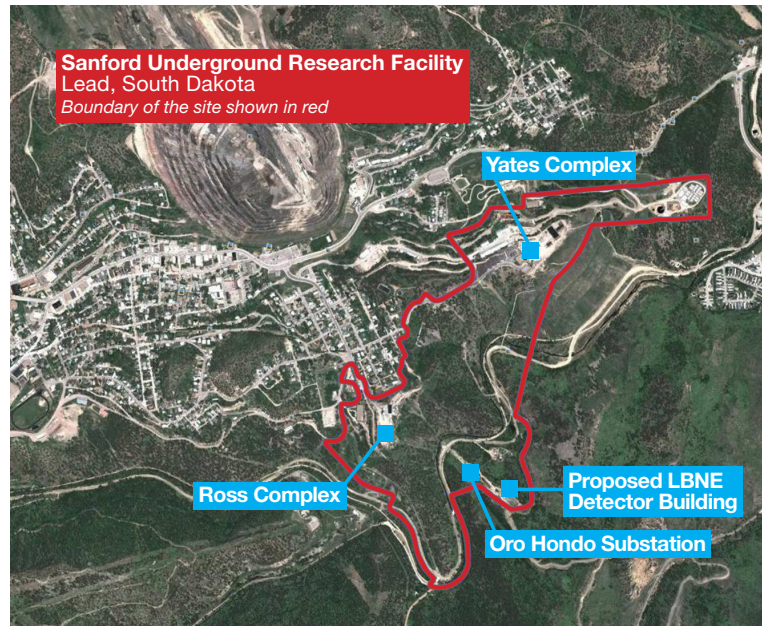 Sanford Underground Research Facility
Lead, South Dakota
Boundary of the site shown in red
Yates Complex
Ross Complex
Proposed LBNE
Detector Building
Oro Hondo Substation